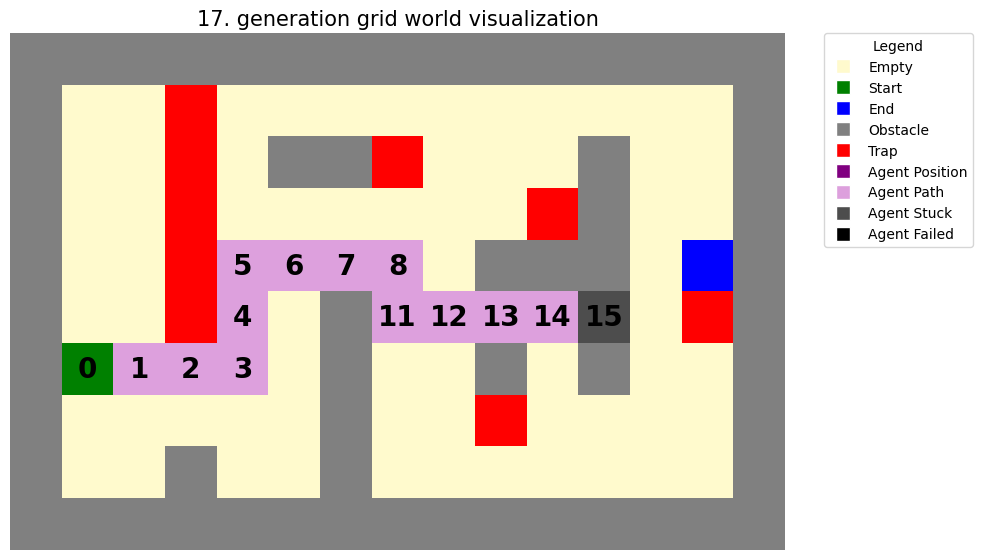 17. generation grid world visualization
Legend
Empty
Start
End
Obstacle
Trap
Agent Position
Agent Path
Agent Stuck
Agent Failed
5 6 7 8
4 11 12 13 14 15
0 1 2 3